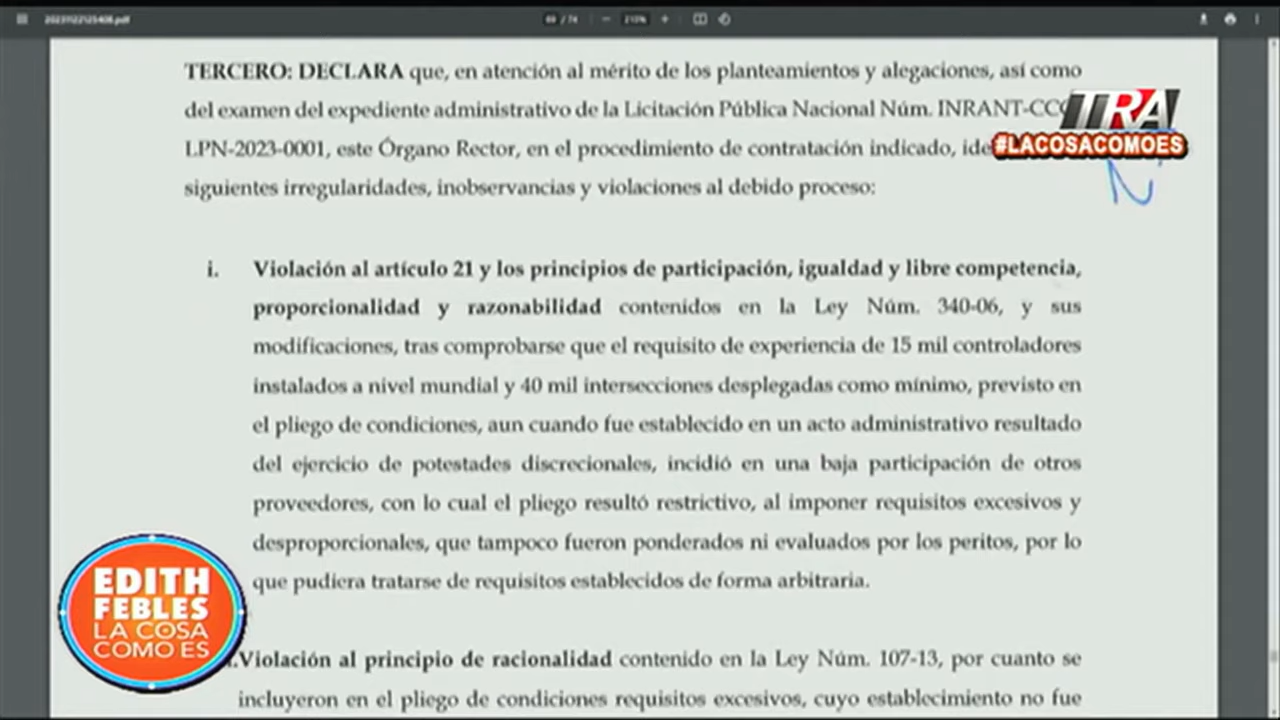 20231122125406.pdf
69 / 74
210%
TERCERO: DECLARA que, en atención al mérito de los planteamientos y alegaciones, así como
del examen del expediente administrativo de la Licitación Pública Nacional Núm. INRANT-CCC
LPN-2023-0001, este Órgano Rector, en el procedimiento de contratación indicado, ide
siguientes irregularidades, inobservancias y violaciones al debido proceso:
TRA
#LACOSACOMOES
i. Violación al artículo 21 y los principios de participación, igualdad y libre competencia,
proporcionalidad y razonabilidad contenidos en la Ley Núm. 340-06, y sus
modificaciones, tras comprobarse que el requisito de experiencia de 15 mil controladores
instalados a nivel mundial y 40 mil intersecciones desplegadas como mínimo, previsto en
el pliego de condiciones, aun cuando fue establecido en un acto administrativo resultado
del ejercicio de potestades discrecionales, incidió en una baja participación de otros
proveedores, con lo cual el pliego resultó restrictivo, al imponer requisitos excesivos y
desproporcionales, que tampoco fueron ponderados ni evaluados por los peritos, por lo
que pudiera tratarse de requisitos establecidos de forma arbitraria.
EDITH
FEBLES
LA COSA
COMO ES
Violación al principio de racionalidad contenido en la Ley Núm. 107-13, por cuanto se
incluyeron en el pliego de condiciones requisitos excesivos, cuyo establecimiento no fue